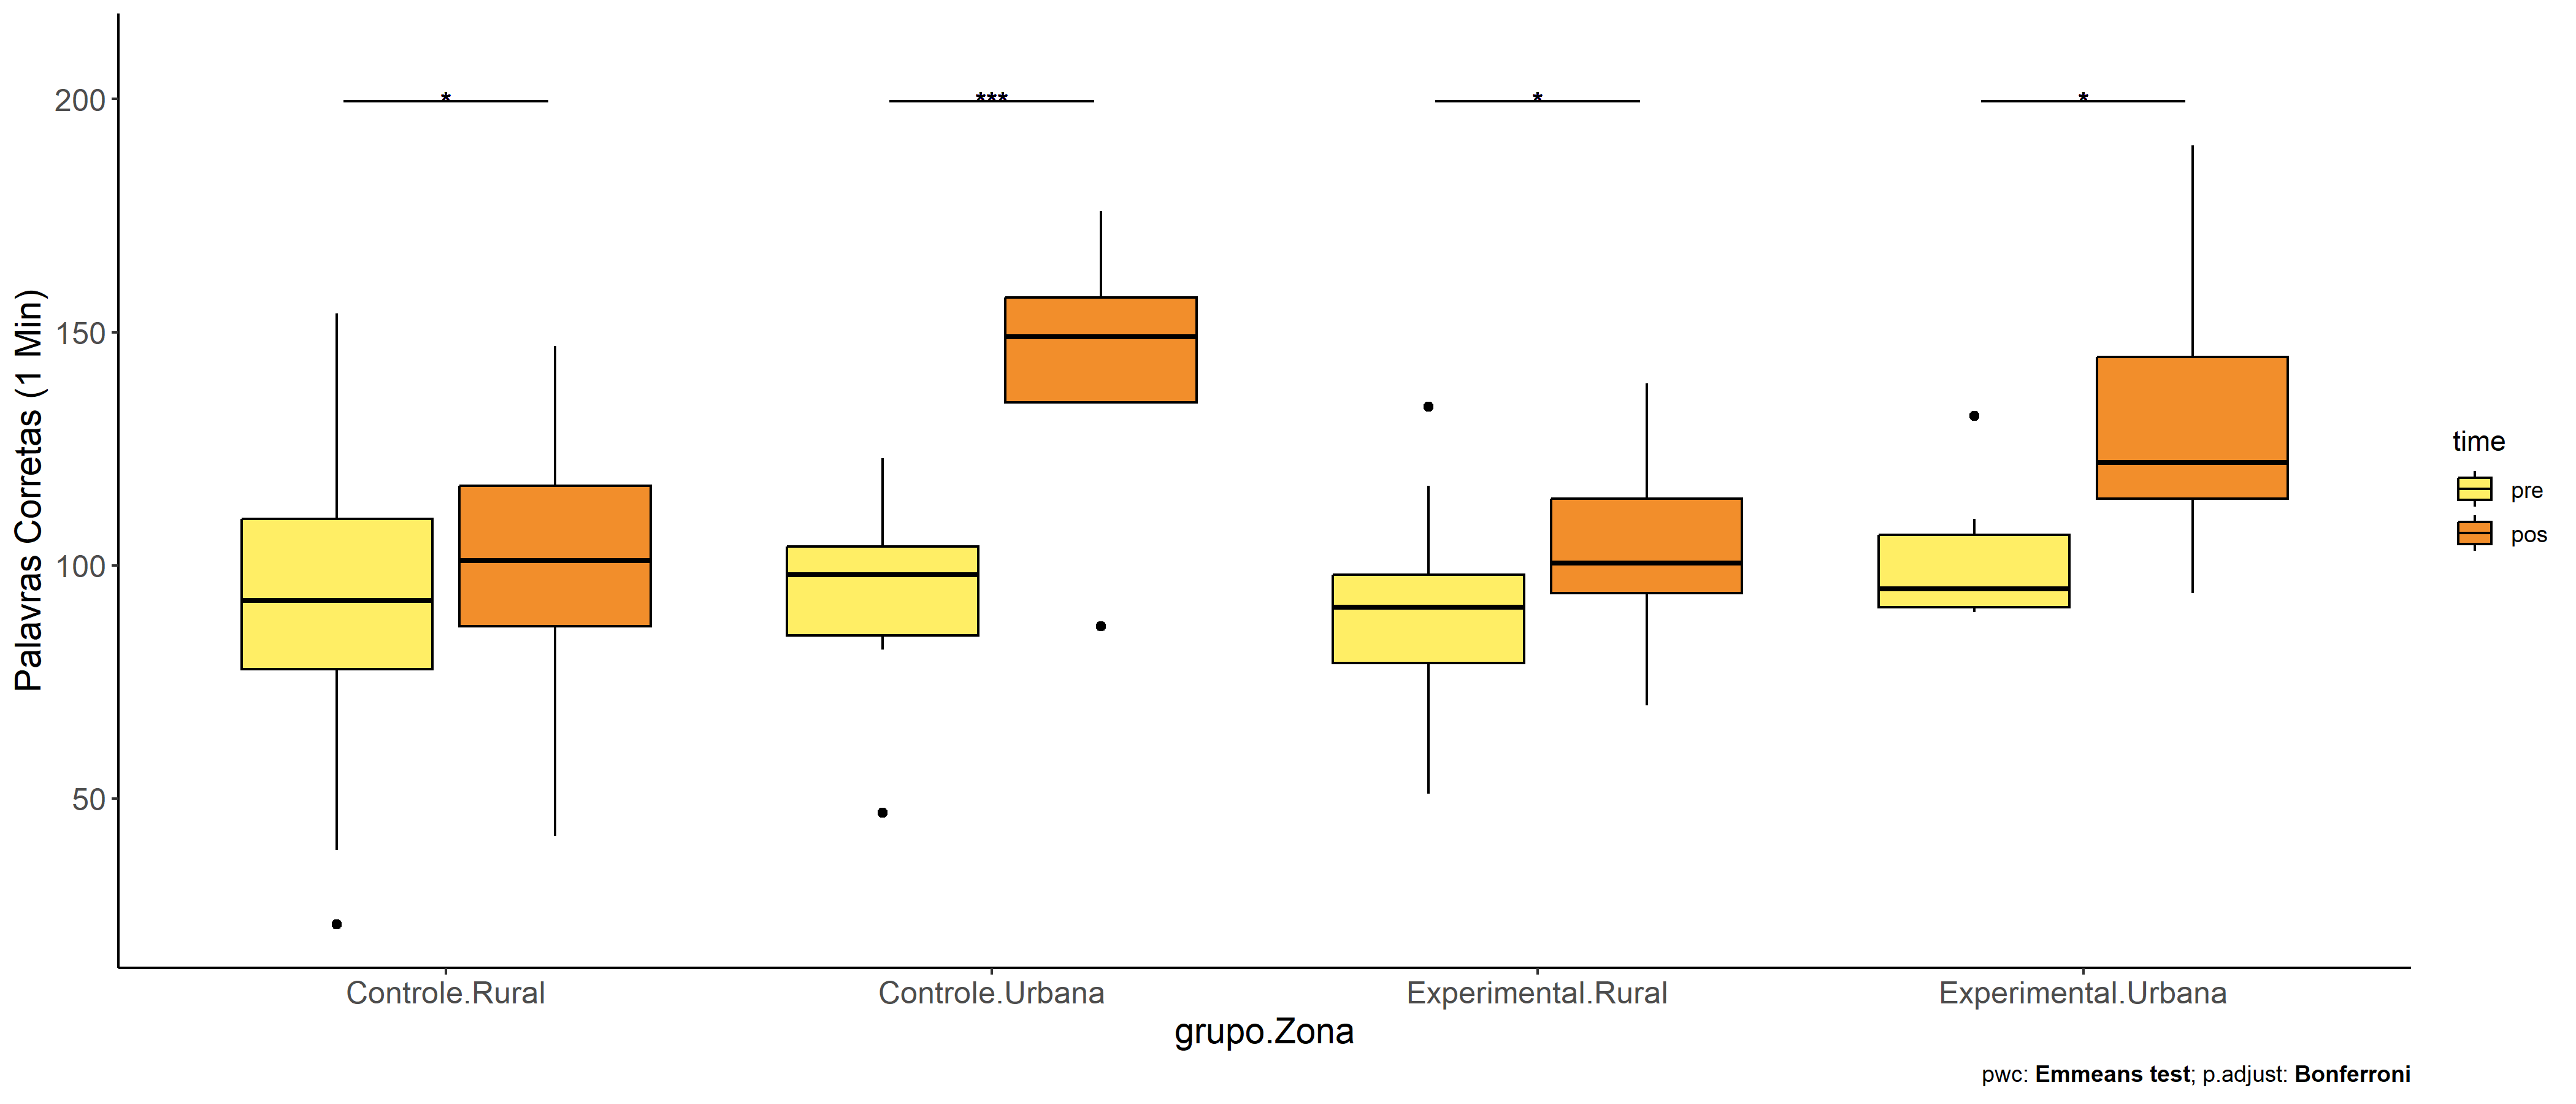 * *** * *
200
150
100
50
Palavras Corretas (1 Min)
Controle.Rural Controle.Urbana Experimental.Rural Experimental.Urbana
grupo.Zona
time
pre
pos
pwc: Emmeans test; p.adjust: Bonferroni